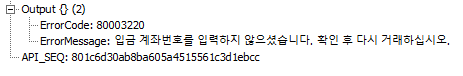 Output {} (2)
ErrorCode: 80003220
ErrorMessage: 입금 계좌번호를 입력하지 않으셨습니다. 확인 후 다시 거래하십시오.
API_SEQ: 801c6d30ab8ba605a4515561c3d1ebcc